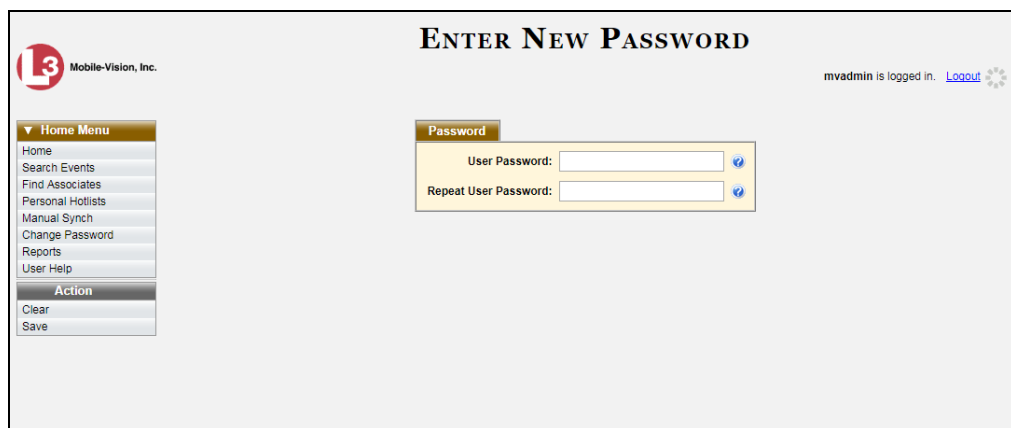 ENTER NEW PASSWORD
L3 Mobile-Vision, Inc.
mvadmin is logged in. Logout
▼ Home Menu
Home
Search Events
Find Associates
Personal Hotlists
Manual Synch
Change Password
Reports
User Help
Action
Clear
Save
Password
User Password: ?
Repeat User Password: ?